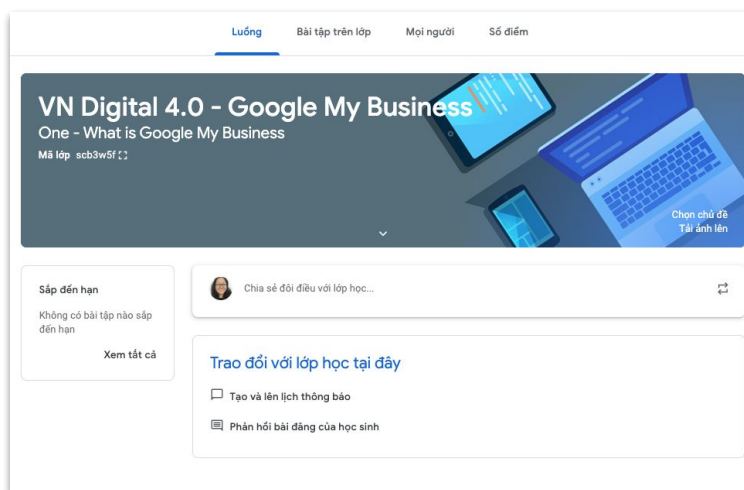 Luồng Bài tập trên lớp Mọi người Số điểm
VN Digital 4.0 - Google My Business
One - What is Google My Business
Mã lớp scb3w5f
Chọn chủ đề
Tải ảnh lên
Sắp đến hạn
Không có bài tập nào sắp
đến hạn
Xem tất cả
Chia sẻ đôi điều với lớp học...
Trao đổi với lớp học tại đây
Tạo và lên lịch thông báo
Phản hồi bài đăng của học sinh